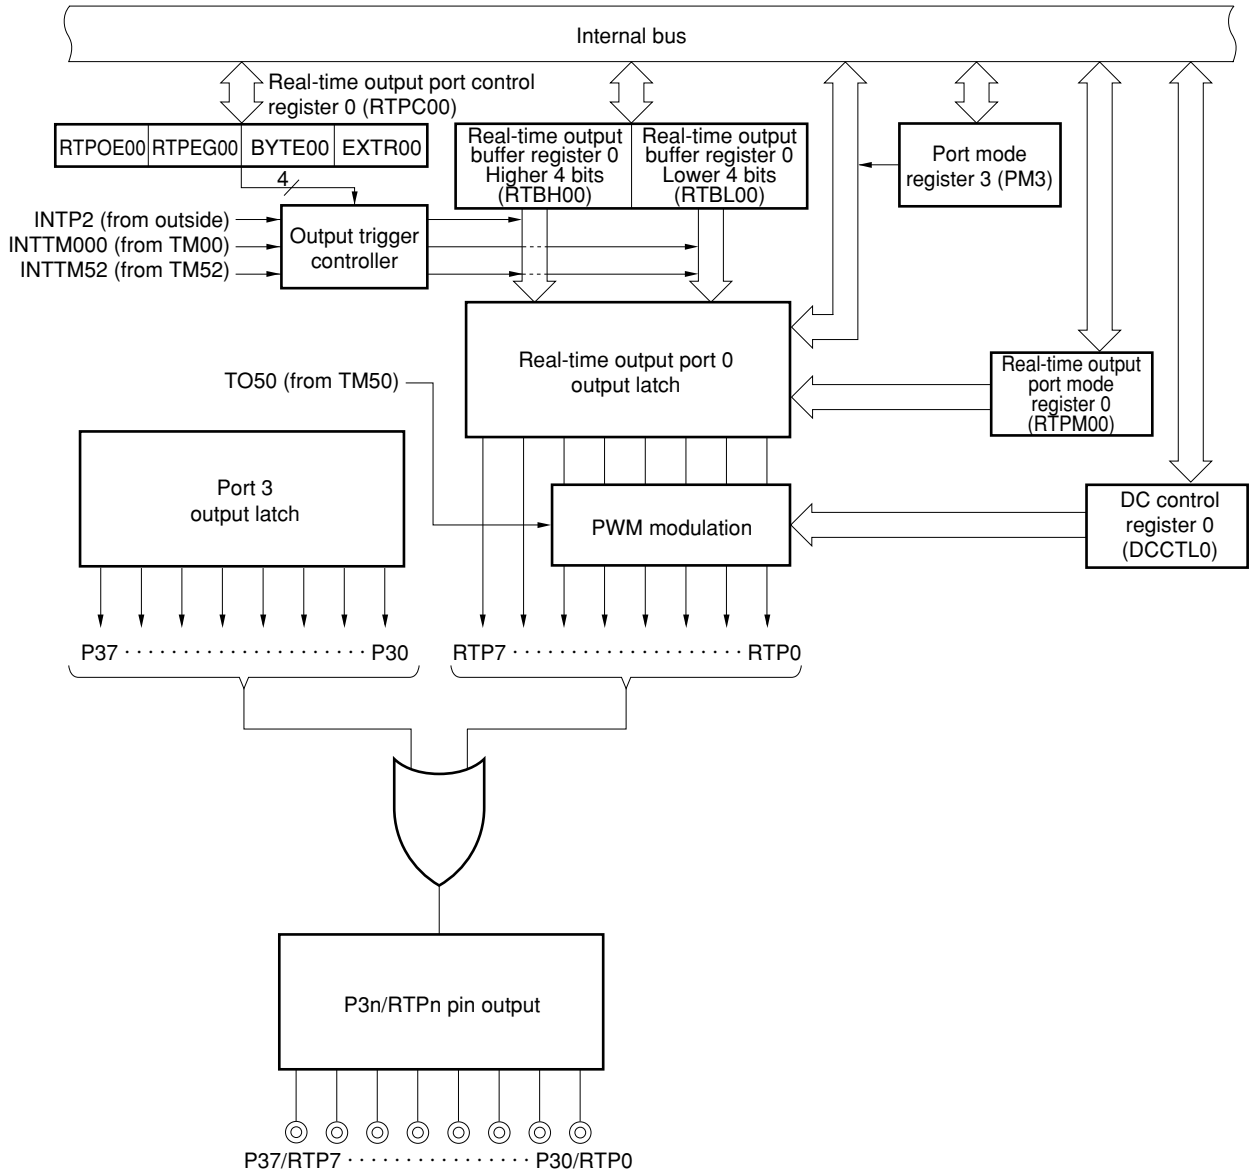 Internal bus
Real-time output port control
register 0 (RTPC00)
RTPOE00 RTPEG00 BYTE00 EXTR00
Real-time output
buffer register 0
Higher 4 bits
(RTBH00)
Real-time output
buffer register 0
Lower 4 bits
(RTBL00)
Port mode
register 3 (PM3)
4
INTP2 (from outside)
INTTM000 (from TM00)
INTTM52 (from TM52)
Output trigger
controller
Real-time output port 0
output latch
Real-time output
port mode
register 0
(RTPM00)
TO50 (from TM50)
Port 3
output latch
PWM modulation
DC control
register 0
(DCCTL0)
P37 · · · · · · · · · · · · · · · · · · · · · P30
RTP7 · · · · · · · · · · · · · · · · · · · · RTP0
P3n/RTPn pin output
P37/RTP7 · · · · · · · · · · · · · · · · P30/RTP0